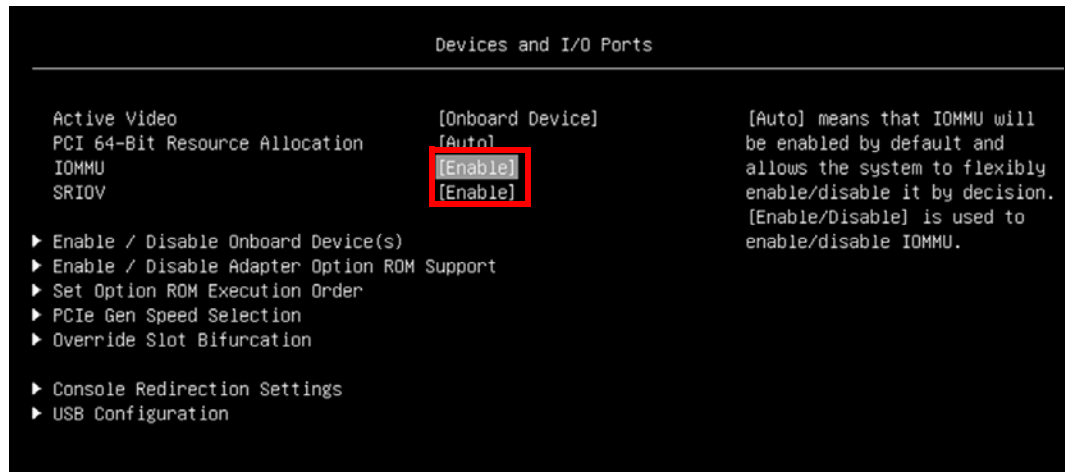 Devices and I/O Ports
Active Video [Onboard Device]
PCI 64-Bit Resource Allocation [Auto]
IOMMU [Enable]
SRIOV [Enable]
▶ Enable / Disable Onboard Device(s)
▶ Enable / Disable Adapter Option ROM Support
▶ Set Option ROM Execution Order
▶ PCIe Gen Speed Selection
▶ Override Slot Bifurcation
▶ Console Redirection Settings
▶ USB Configuration
[Auto] means that IOMMU will
be enabled by default and
allows the system to flexibly
enable/disable it by decision.
[Enable/Disable] is used to
enable/disable IOMMU.